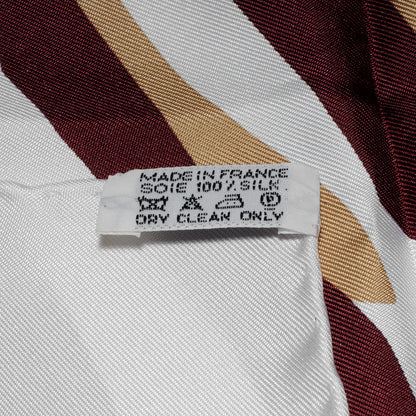 MADE IN FRANCE
SOIE 100% SILK
DRY CLEAN ONLY